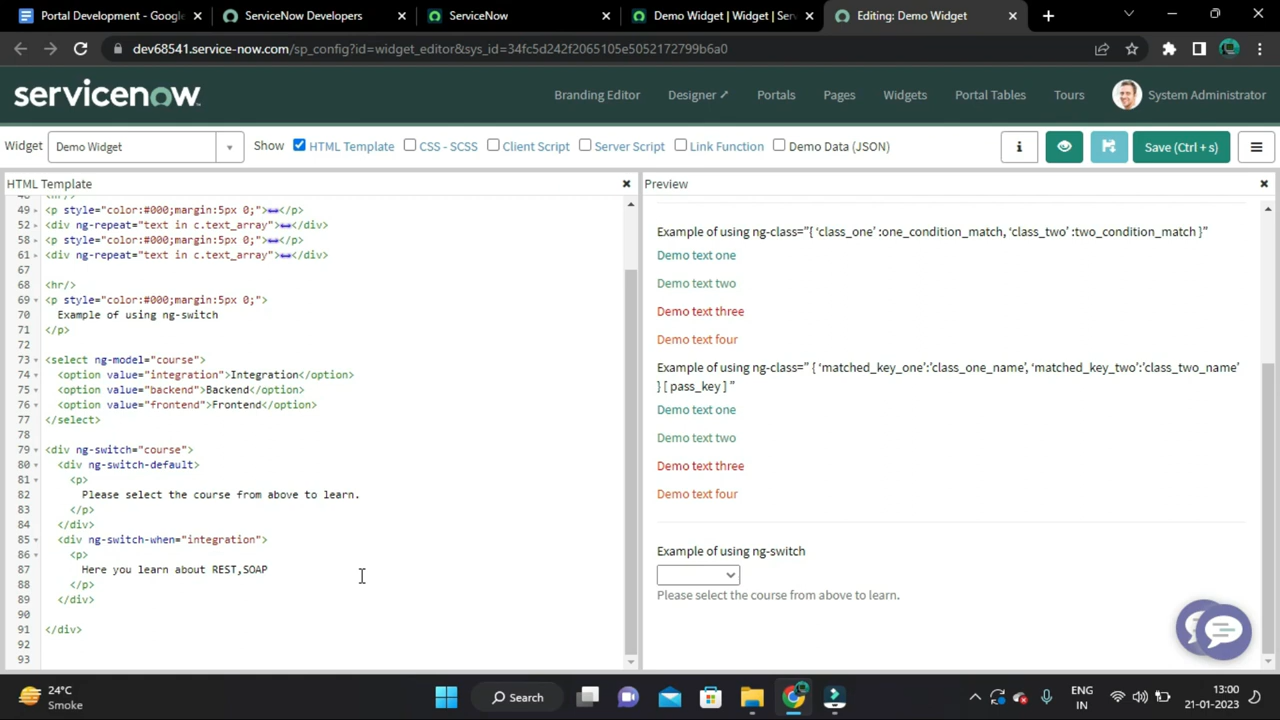 Portal Development - Google
ServiceNow Developers
ServiceNow
Demo Widget | Widget | Servi
Editing: Demo Widget
dev68541.service-now.com/sp_config?id=widget_editor&sys_id=34fc5d242f2065105e5052172799b6a0
servicenow
Branding Editor
Designer
Portals
Pages
Widgets
Portal Tables
Tours
System Administrator
Widget
Demo Widget
Show
HTML Template
CSS - SCSS
Client Script
Server Script
Link Function
Demo Data (JSON)
Save (Ctrl + s)
HTML Template
48 <hr/>
49 <p style="color:#000;margin:5px 0;"></p>
52 <div ng-repeat="text in c.text_array"></div>
58 <p style="color:#000;margin:5px 0;"></p>
61 <div ng-repeat="text in c.text_array"></div>
67
68 <hr/>
69 <p style="color:#000;margin:5px 0;">
70 Example of using ng-switch
71 </p>
72
73 <select ng-model="course">
74 <option value="integration">Integration</option>
75 <option value="backend">Backend</option>
76 <option value="frontend">Frontend</option>
77 </select>
78
79 <div ng-switch="course">
80 <div ng-switch-default>
81 <p>
82 Please select the course from above to learn.
83 </p>
84 </div>
85 <div ng-switch-when="integration">
86 <p>
87 Here you learn about REST,SOAP
88 </p>
89 </div>
90
91 </div>
92
93
Preview
Example of using ng-class="{ ‘class_one’ :one_condition_match, ‘class_two’ :two_condition_match }”
Demo text one
Demo text two
Demo text three
Demo text four
Example of using ng-class=” { ‘matched_key_one’:’class_one_name’, ‘matched_key_two’:’class_two_name’
} [ pass_key ] ”
Demo text one
Demo text two
Demo text three
Demo text four
Example of using ng-switch
Please select the course from above to learn.
24°C
Smoke
Search
ENG
IN
13:00
21-01-2023